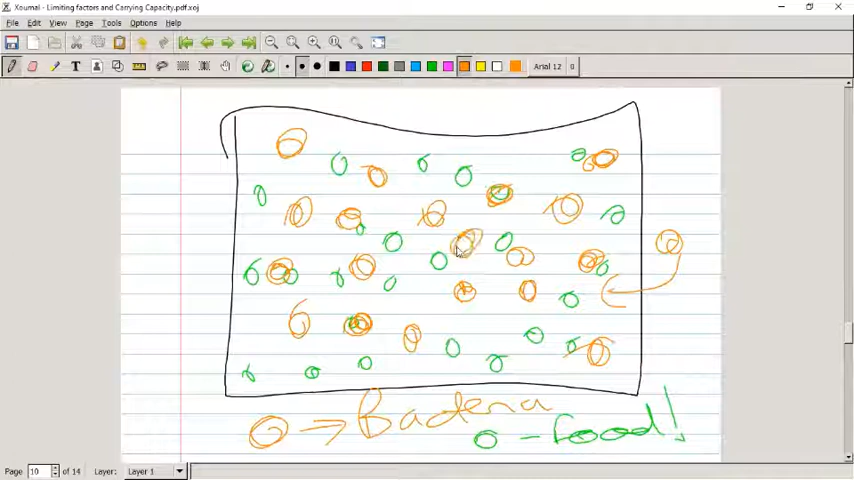 Xournal - Limiting factors and Carrying Capacity.pdf.xoj
File Edit View Page Tools Options Help
Arial 12
→ Bacteria
- food!
Page 10 of 14 Layer: Layer 1